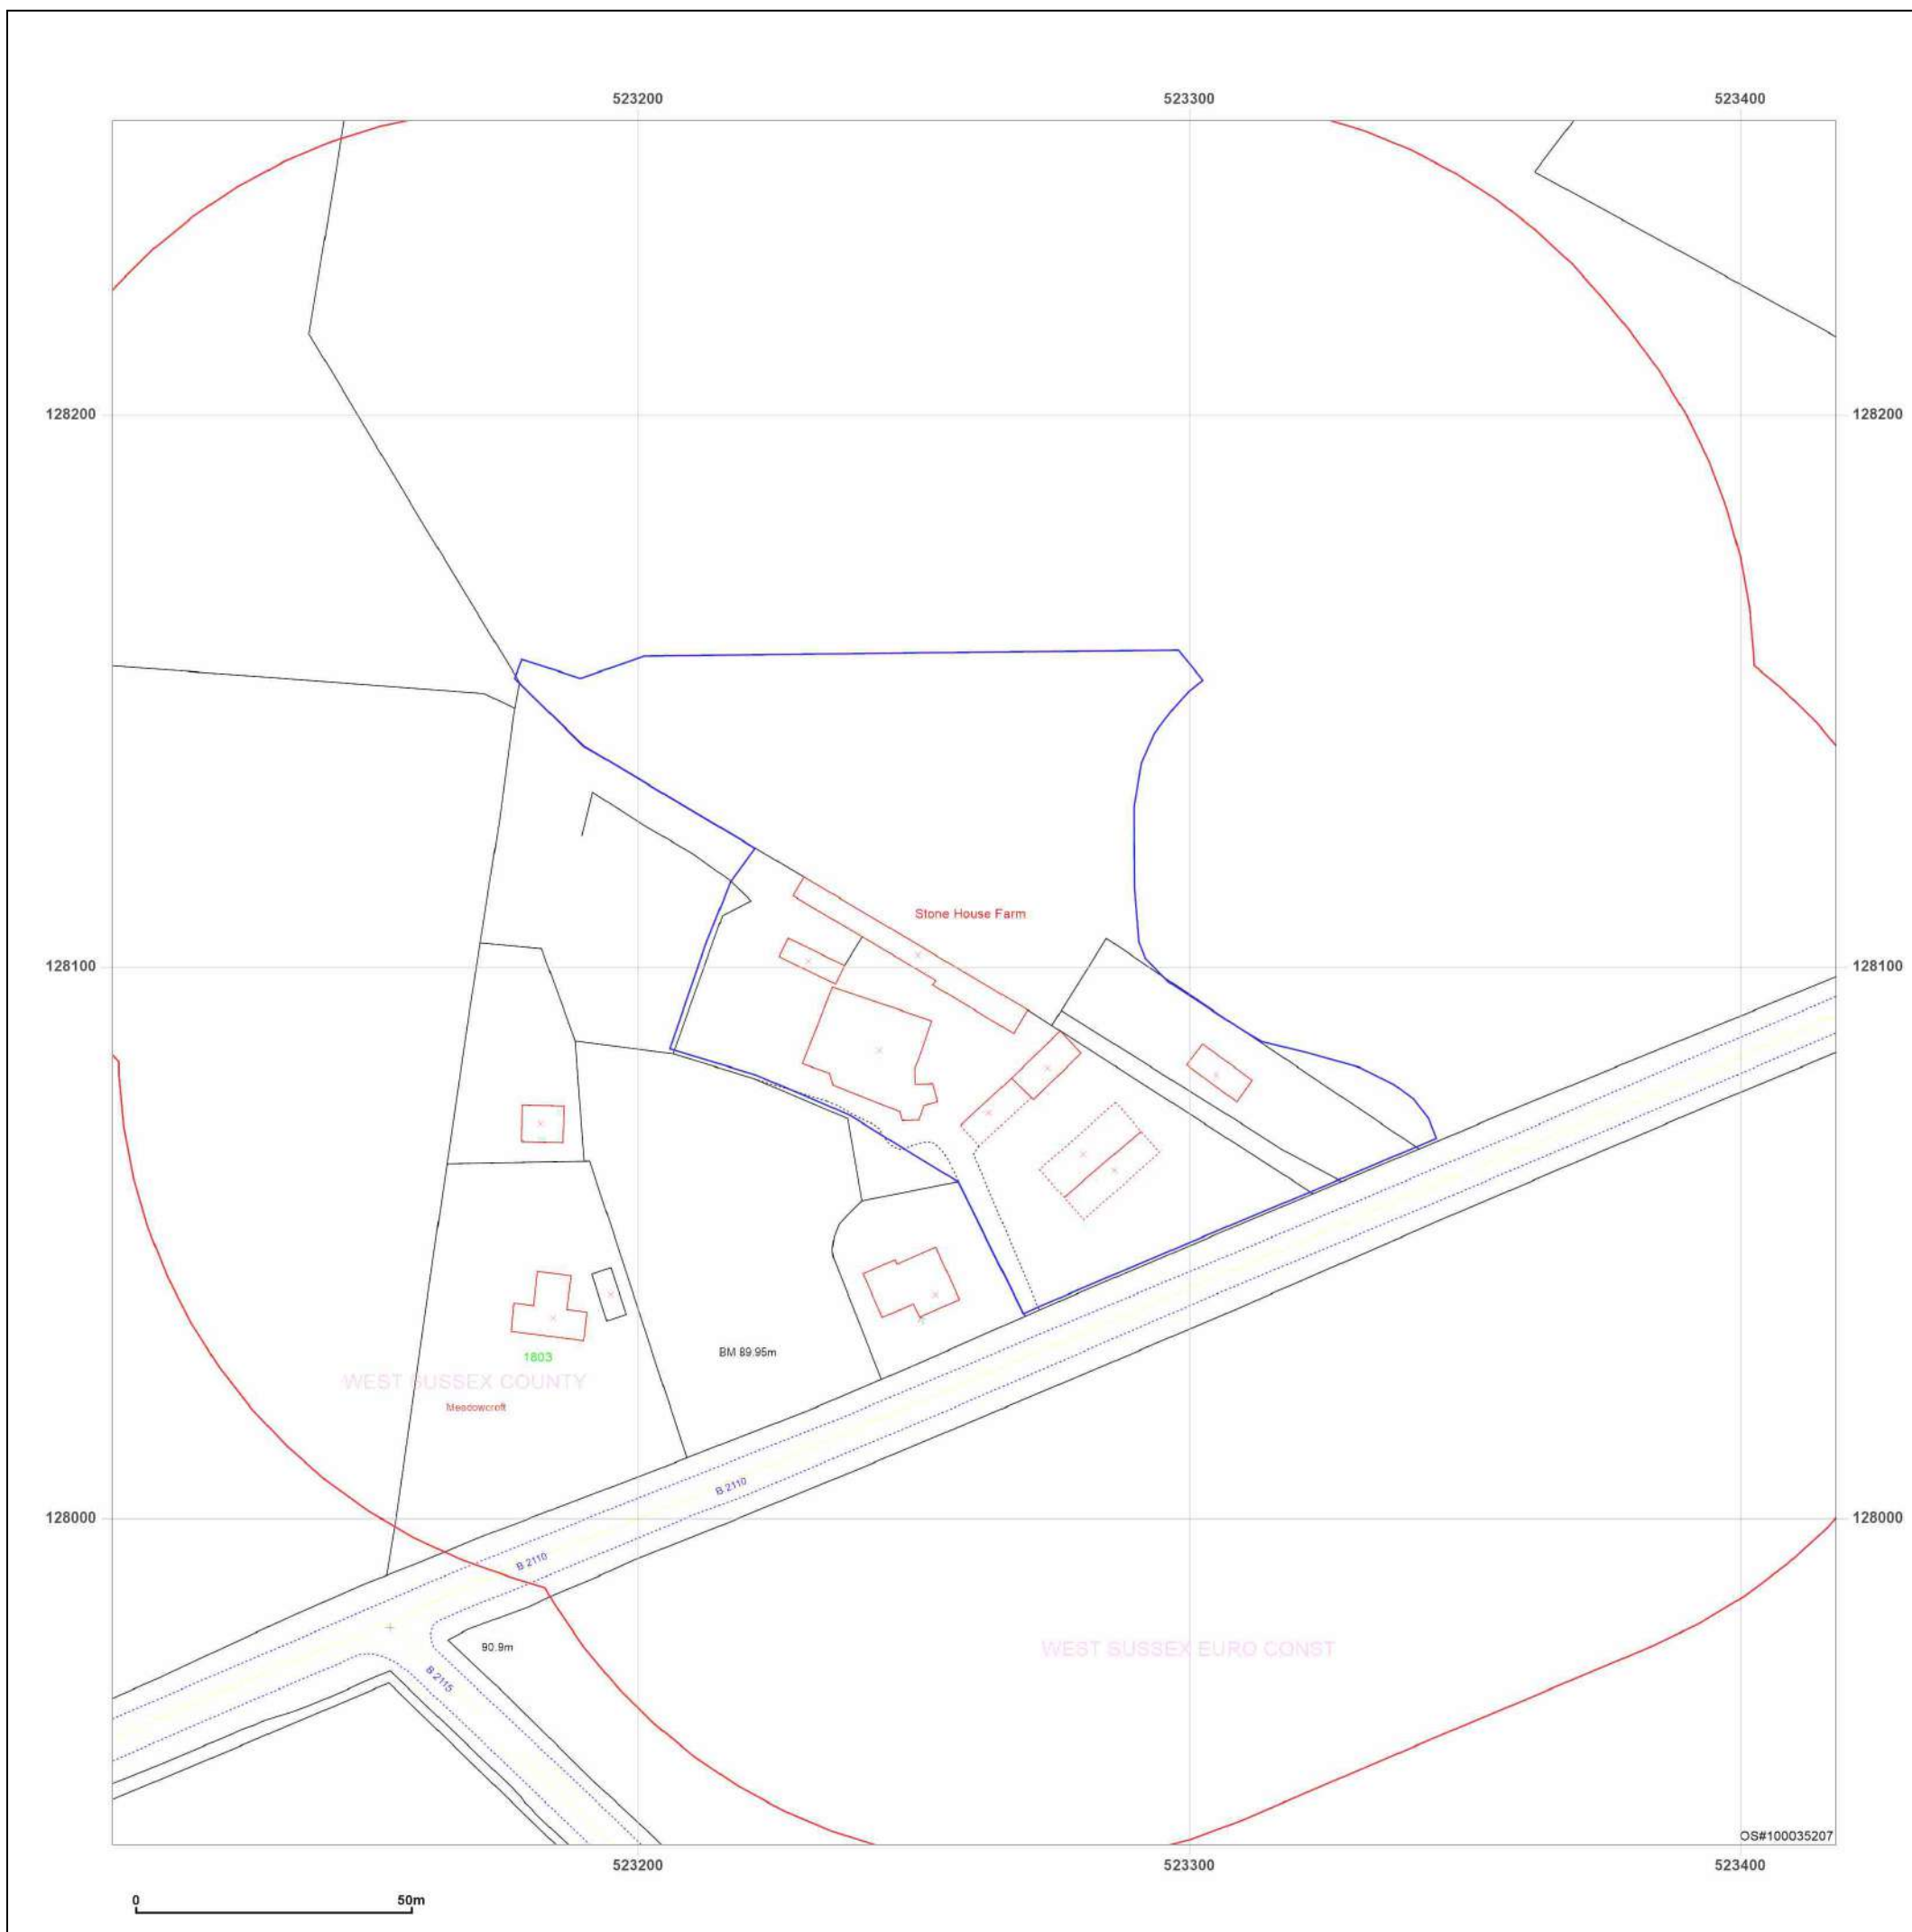 523200 523300 523400
128200 128200
Stone House Farm
128100 128100
BM 89.95m
1803
WEST SUSSEX COUNTY
Meadowcroft
B 2110
128000 128000
B 2110
90.9m
WEST SUSSEX EURO CONST
B 2115
OS#100035207
523200 523300 523400
0 50m